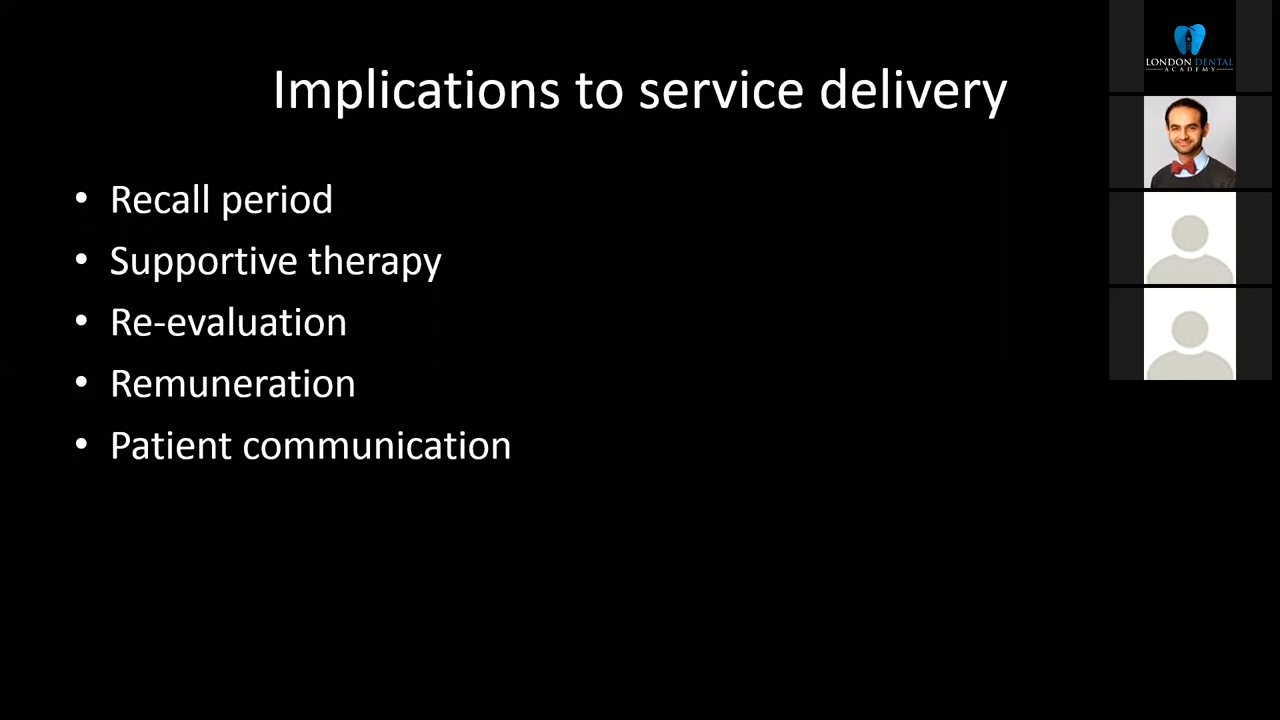 Implications to service delivery
• Recall period
• Supportive therapy
• Re-evaluation
• Remuneration
• Patient communication
LONDON DENTAL
ACADEMY